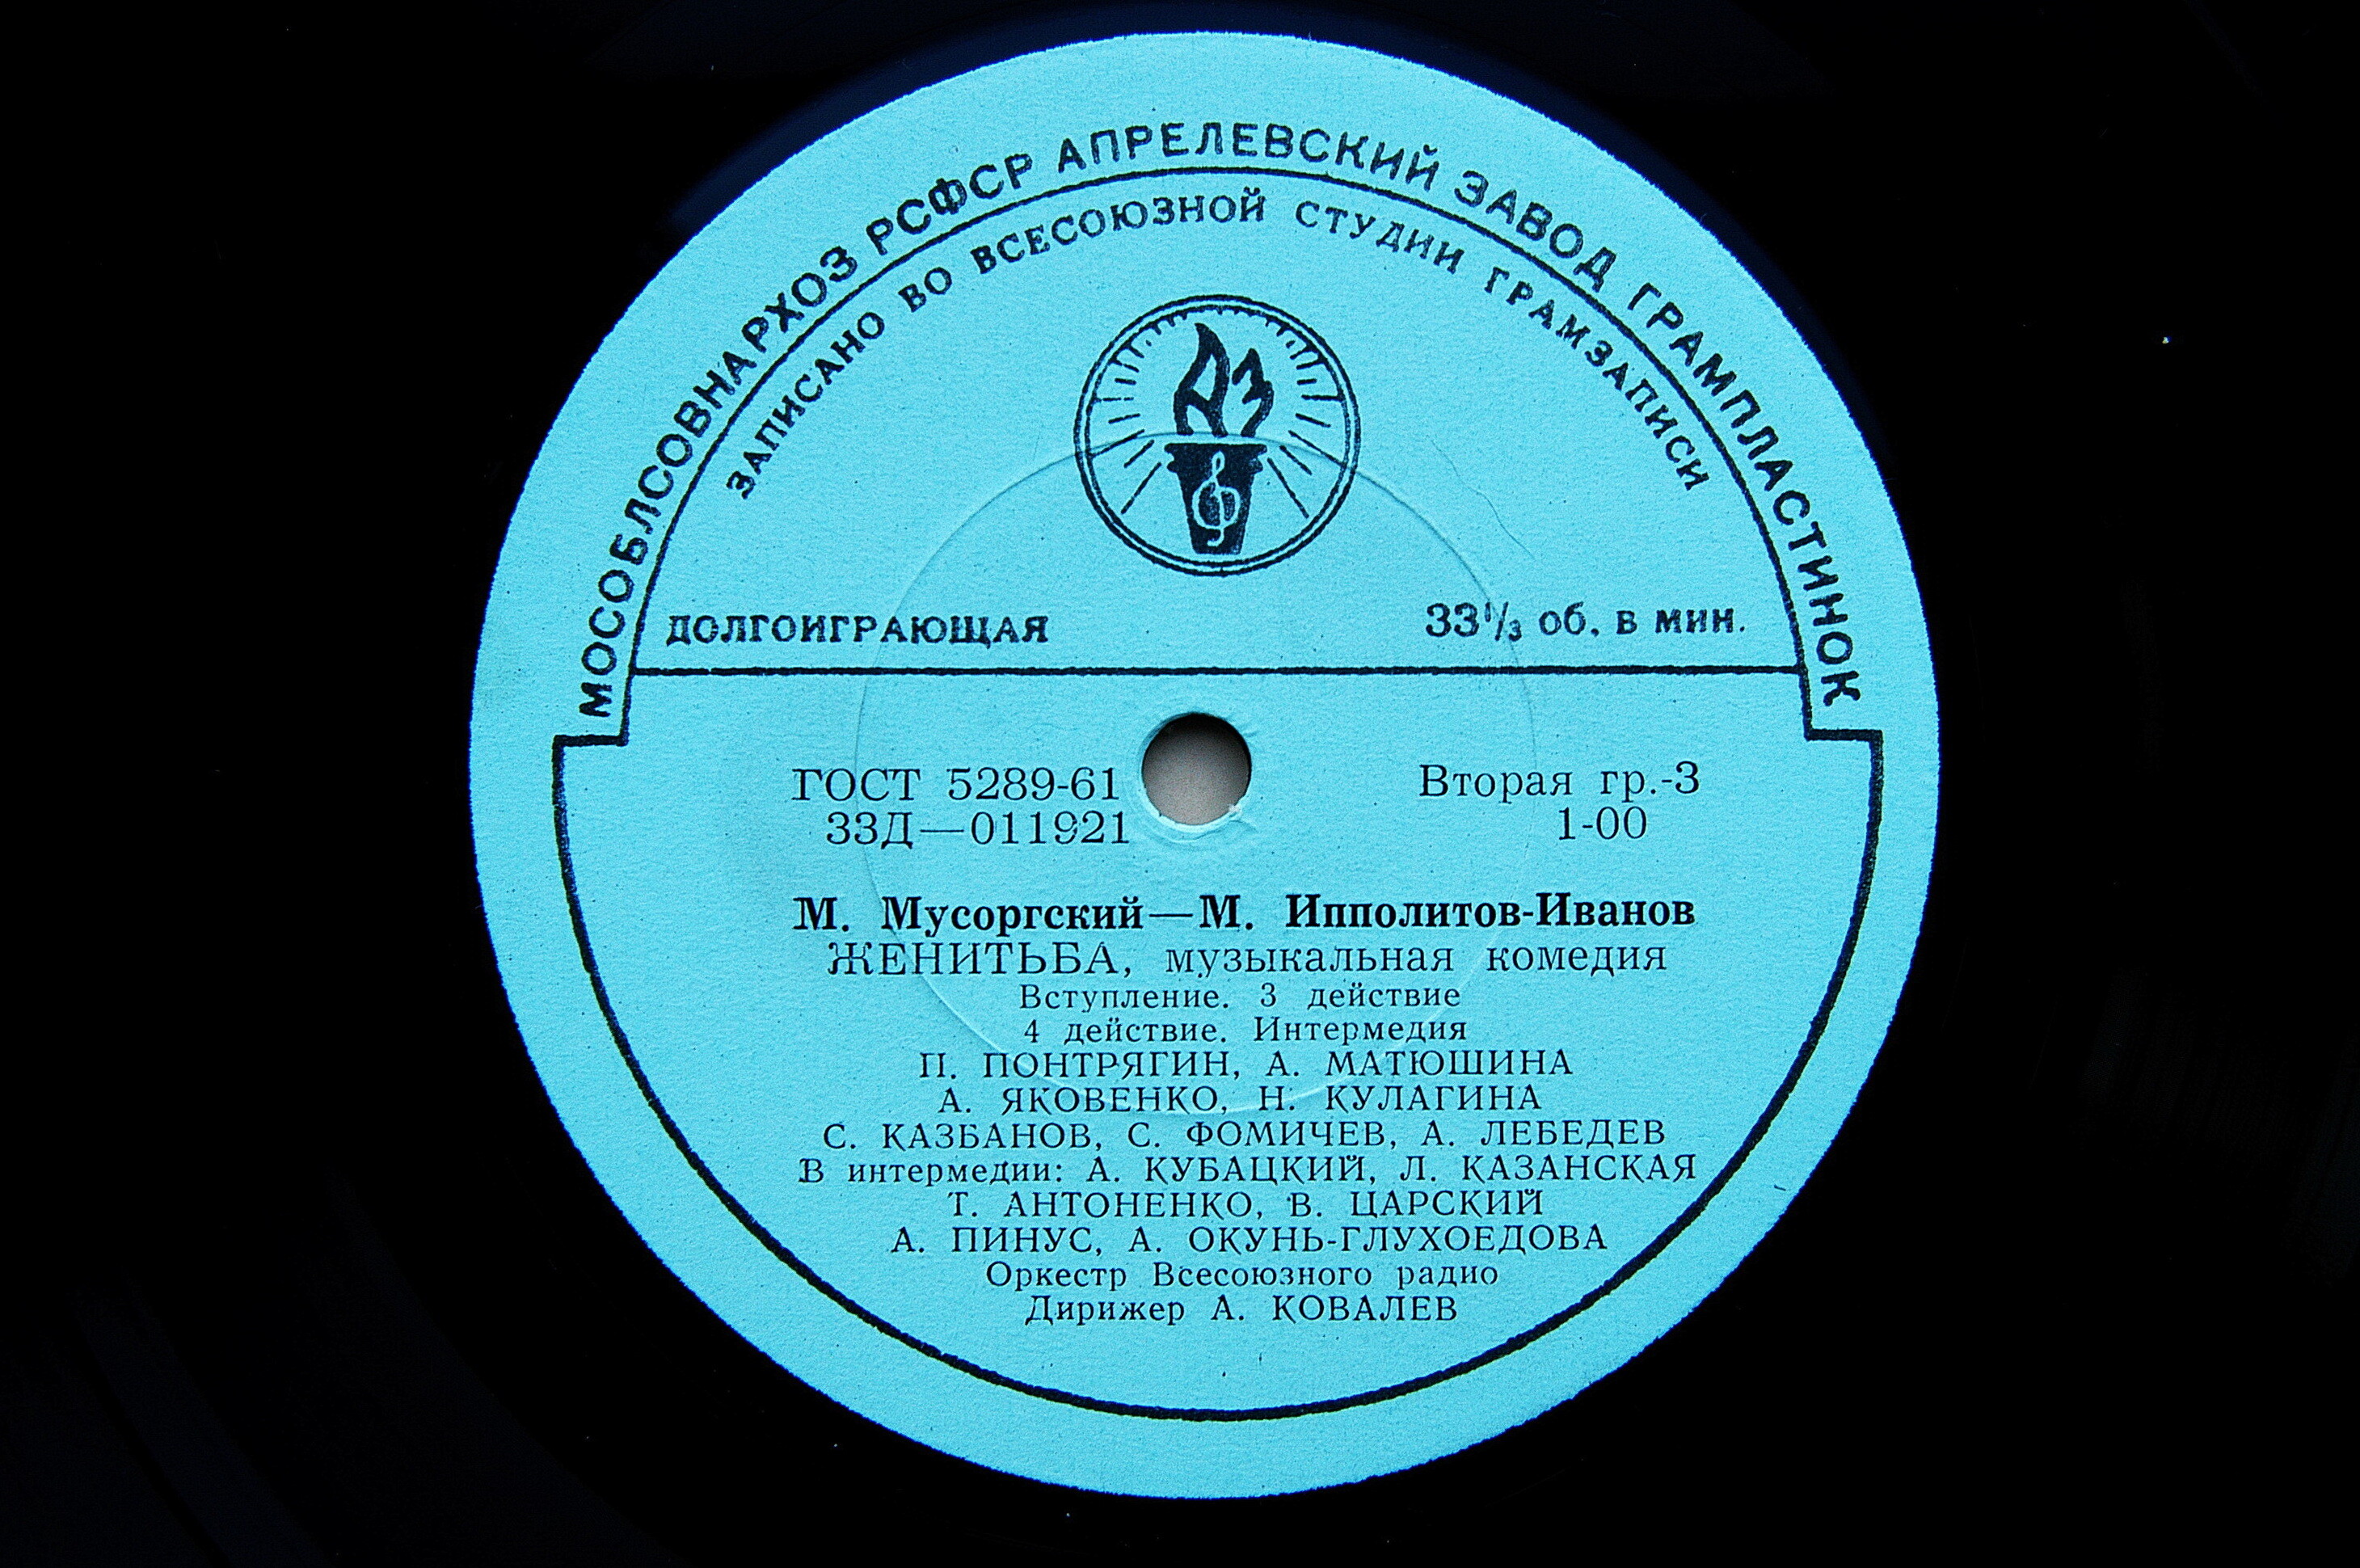 МОСОБЛСОВНАРХОЗ РСФСР АПРЕЛЕВСКИЙ ЗАВОД ГРАМПЛАСТИНОК
ЗАПИСАНО ВО ВСЕСОЮЗНОЙ СТУДИИ ГРАМЗАПИСИ
АЗ
ДОЛГОИГРАЮЩАЯ 33⅓ об. в мин.
ГОСТ 5289-61 Вторая гр.-3
33Д—011921 1-00
М. Мусоргский—М. Ипполитов-Иванов
ЖЕНИТЬБА, музыкальная комедия
Вступление. 3 действие
4 действие. Интермедия
П. ПОНТРЯГИН, А. МАТЮШИНА
А. ЯКОВЕНКО, Н. КУЛАГИНА
С. КАЗБАНОВ, С. ФОМИЧЕВ, А. ЛЕБЕДЕВ
В интермедии: А. КУБАЦКИЙ, Л. КАЗАНСКАЯ
Т. АНТОНЕНКО, В. ЦАРСКИЙ
А. ПИНУС, А. ОКУНЬ-ГЛУХОЕДОВА
Оркестр Всесоюзного радио
Дирижер А. КОВАЛЕВ